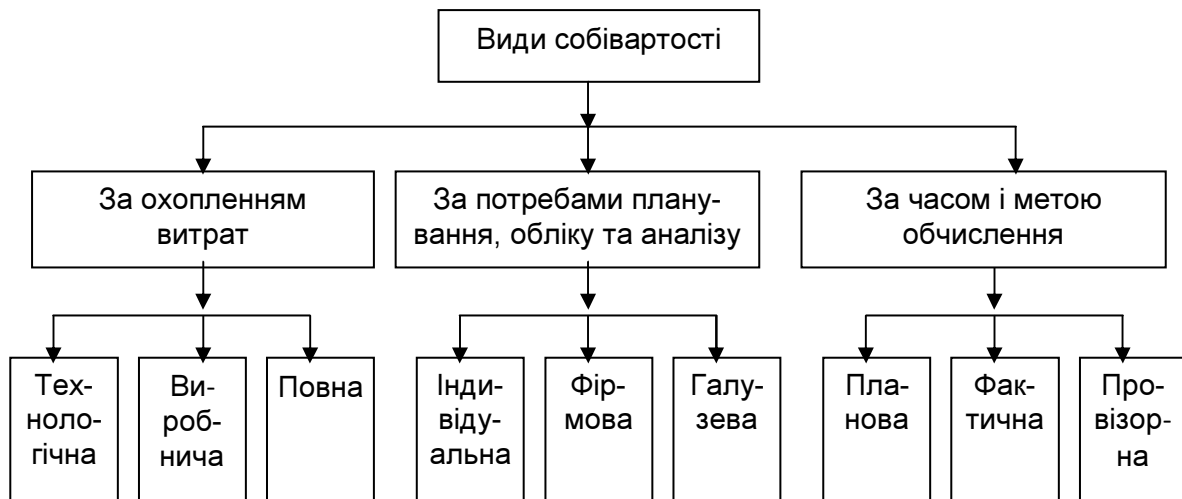 Види собівартості
За охопленням
витрат
За потребами плану-
вання, обліку та аналізу
За часом і метою
обчислення
Тех-
ноло-
гічна
Ви-
роб-
нича
Повна
Інди-
віду-
альна
Фір-
мова
Галу-
зева
Пла-
нова
Фак-
тична
Про-
візор-
на